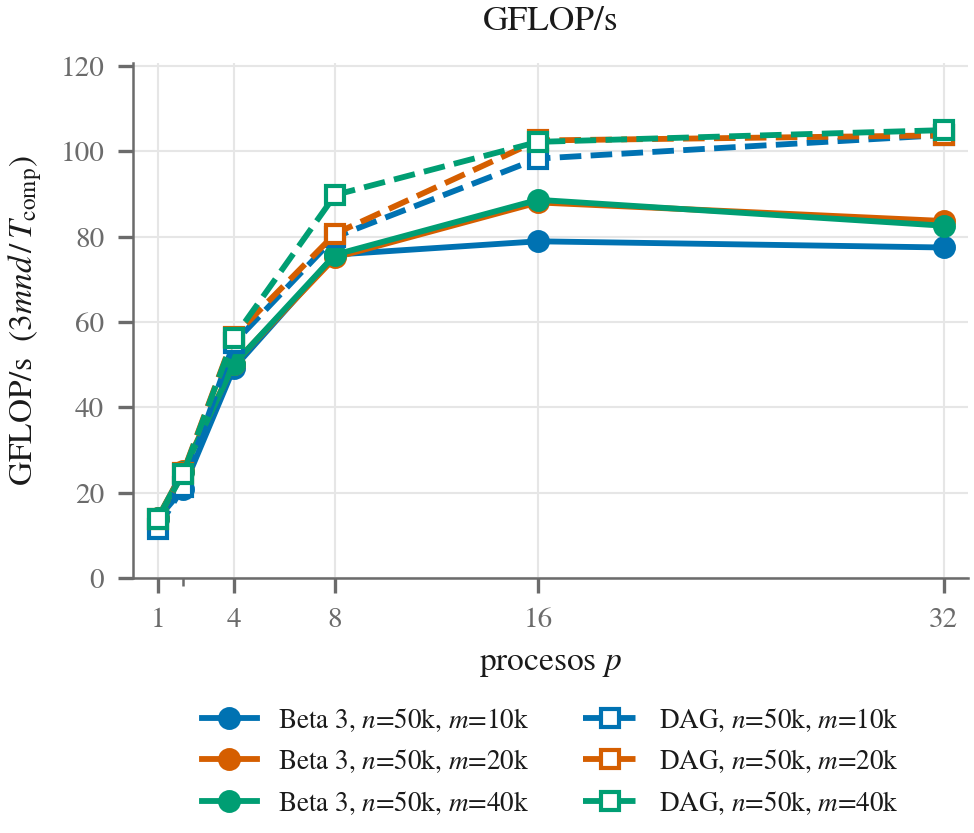 GFLOP/s
GFLOP/s (3mnd/T_comp)
120
100
80
60
40
20
0
1 4 8 16 32
procesos p
Beta 3, n=50k, m=10k
Beta 3, n=50k, m=20k
Beta 3, n=50k, m=40k
DAG, n=50k, m=10k
DAG, n=50k, m=20k
DAG, n=50k, m=40k